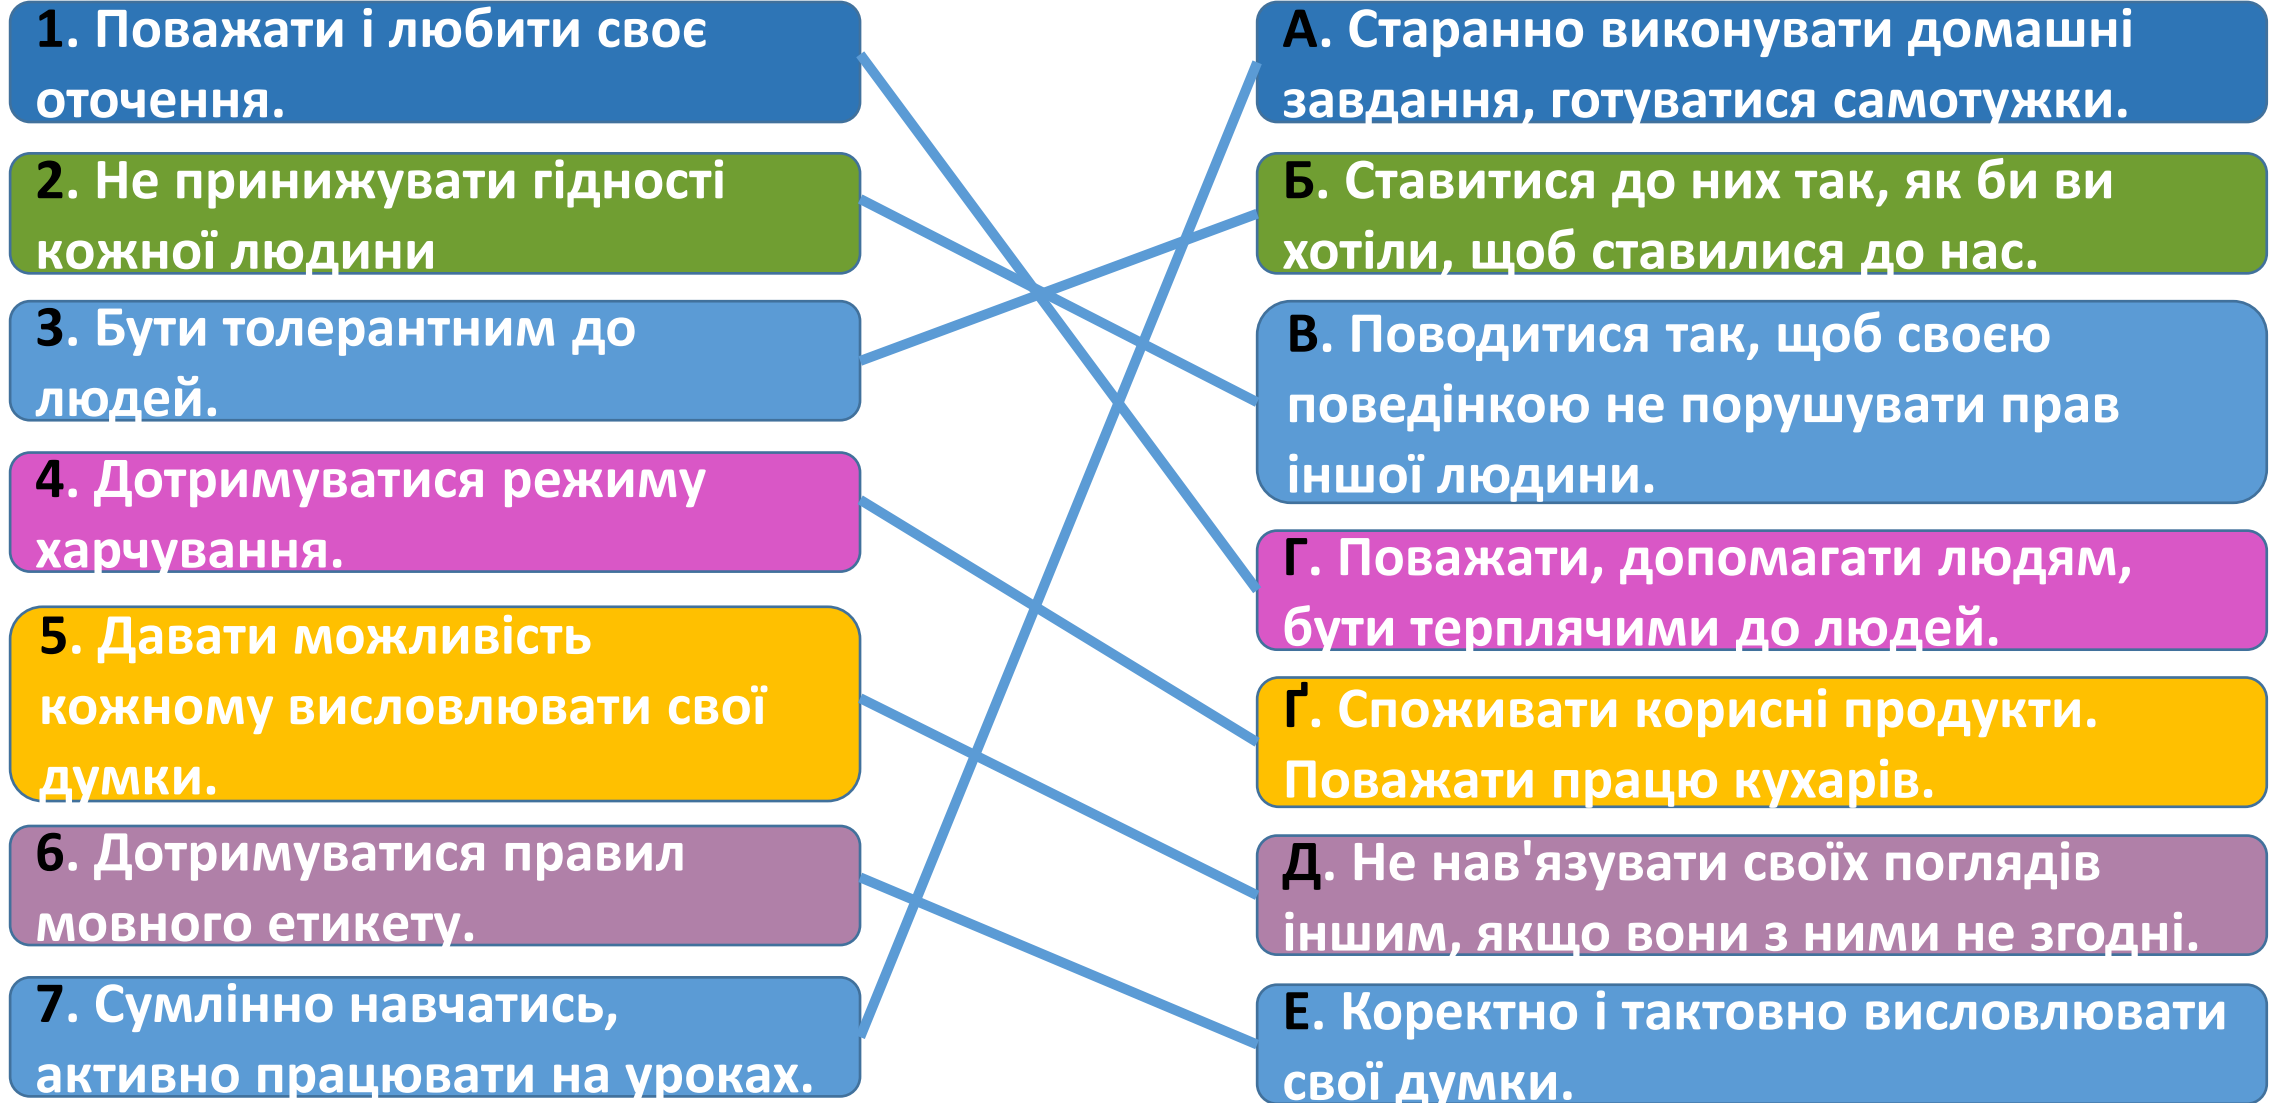 1. Поважати і любити своє
оточення.
2. Не принижувати гідності
кожної людини
3. Бути толерантним до
людей.
4. Дотримуватися режиму
харчування.
5. Давати можливість
кожному висловлювати свої
думки.
6. Дотримуватися правил
мовного етикету.
7. Сумлінно навчатись,
активно працювати на уроках.
А. Старанно виконувати домашні
завдання, готуватися самотужки.
Б. Ставитися до них так, як би ви
хотіли, щоб ставилися до нас.
В. Поводитися так, щоб своєю
поведінкою не порушувати прав
іншої людини.
Г. Поважати, допомагати людям,
бути терплячими до людей.
Ґ. Споживати корисні продукти.
Поважати працю кухарів.
Д. Не нав'язувати своїх поглядів
іншим, якщо вони з ними не згодні.
Е. Коректно і тактовно висловлювати
свої думки.